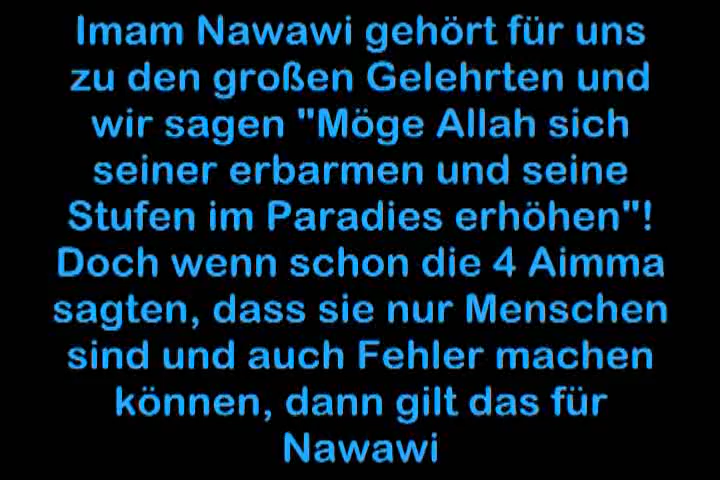 Imam Nawawi gehört für uns
zu den großen Gelehrten und
wir sagen "Möge Allah sich
seiner erbarmen und seine
Stufen im Paradies erhöhen"!
Doch wenn schon die 4 Aimma
sagten, dass sie nur Menschen
sind und auch Fehler machen
können, dann gilt das für
Nawawi